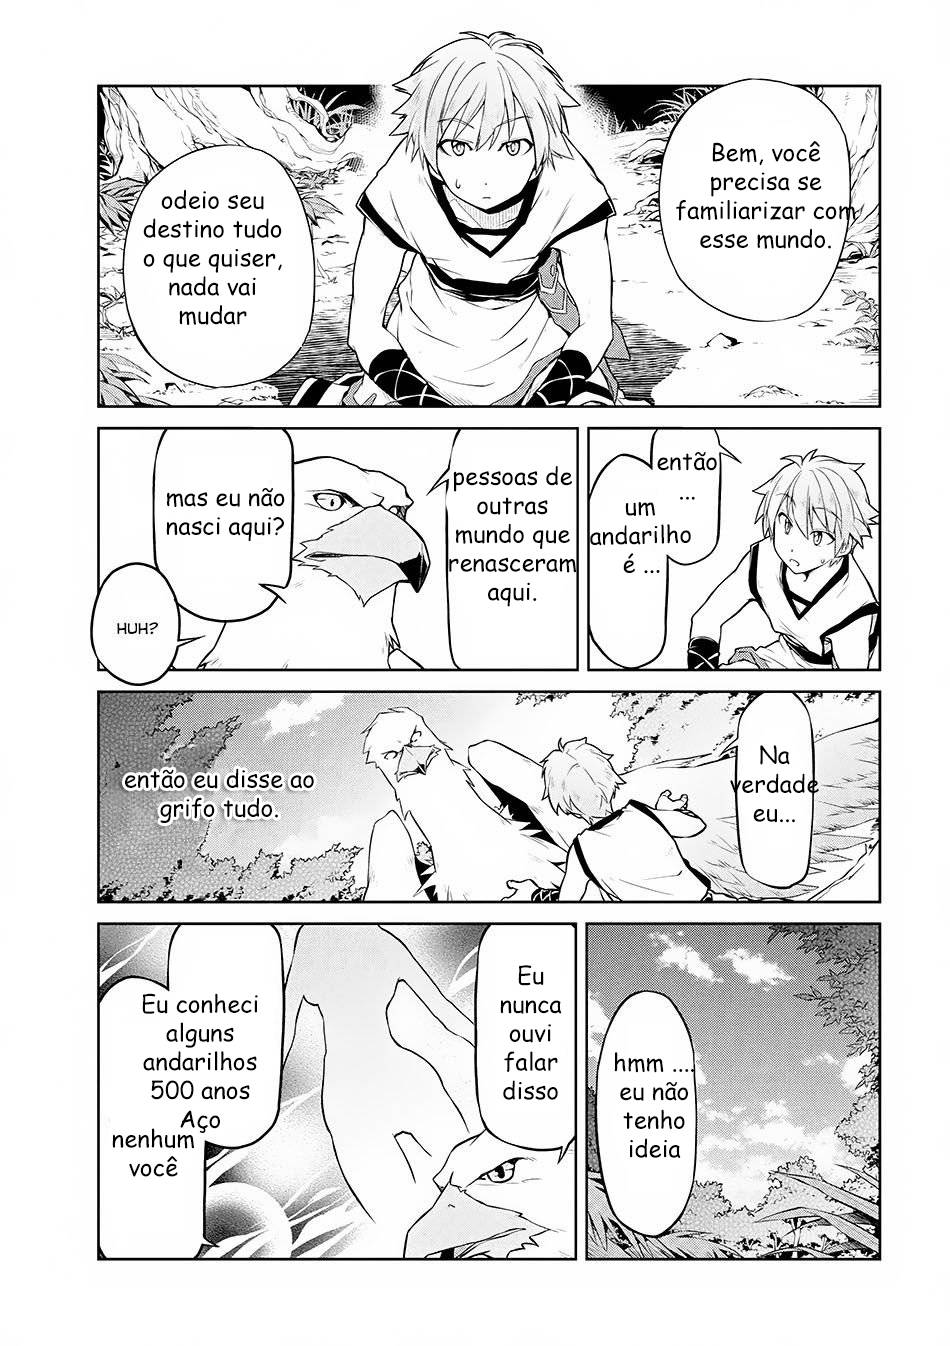 Bem, você
precisa se
familiarizar com
esse mundo.
odeio seu
destino tudo
o que quiser,
nada vai
mudar
então
...
um
andarilho
é ...
pessoas de
outras
mundo que
renasceram
aqui.
mas eu não
nasci aqui?
HUH?
Na
verdade
eu...
então eu disse ao
grifo tudo.
hmm ....
eu não
tenho
ideia
Eu
nunca
ouvi
falar
disso
Eu conheci
alguns
andarilhos
500 anos
Aço
nenhum
você